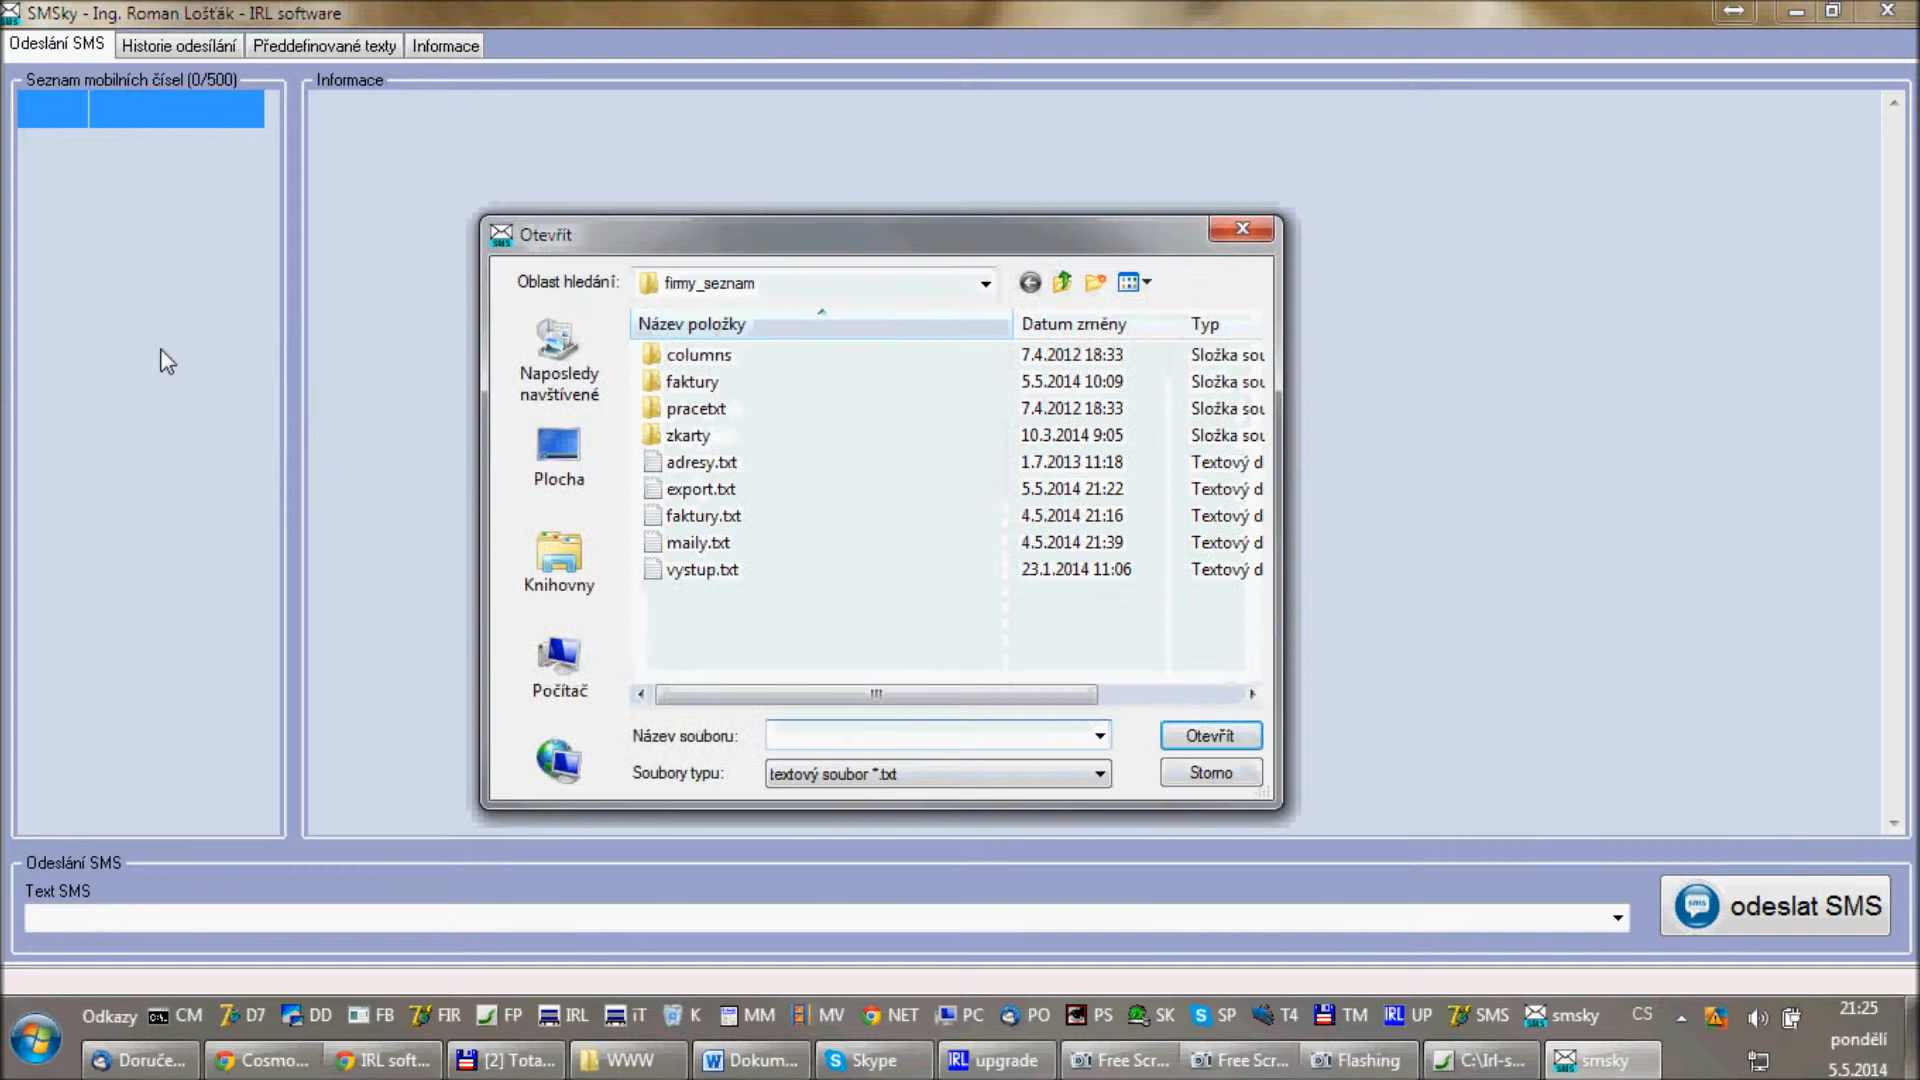 SMSky - Ing. Roman Lošťák - IRL software
Odeslání SMS Historie odesílání Předdefinované texty Informace
Seznam mobilních čísel (0/500)
Informace
Otevřít
Oblast hledání: firmy_seznam
Název položky Datum změny Typ
columns 7.4.2012 18:33 Složka sou
faktury 5.5.2014 10:09 Složka sou
pracetxt 7.4.2012 18:33 Složka sou
zkarty 10.3.2014 9:05 Složka sou
adresy.txt 1.7.2013 11:18 Textový d
export.txt 5.5.2014 21:22 Textový d
faktury.txt 4.5.2014 21:16 Textový d
maily.txt 4.5.2014 21:39 Textový d
vystup.txt 23.1.2014 11:06 Textový d
Naposledy
navštívené
Plocha
Knihovny
Počítač
Název souboru: Otevřít
Soubory typu: textový soubor *.txt Storno
Odeslání SMS
Text SMS
odeslat SMS
Odkazy CM D7 DD FB FIR FP IRL iT K MM MV NET PC PO PS SK SP T4 TM UP SMS smsky CS
21:25
pondělí
5.5.2014
Doruče... Cosmo... IRL soft... [2] Tota... WWW Dokum... Skype upgrade Free Scr... Free Scr... Flashing C:\Irl-s... smsky